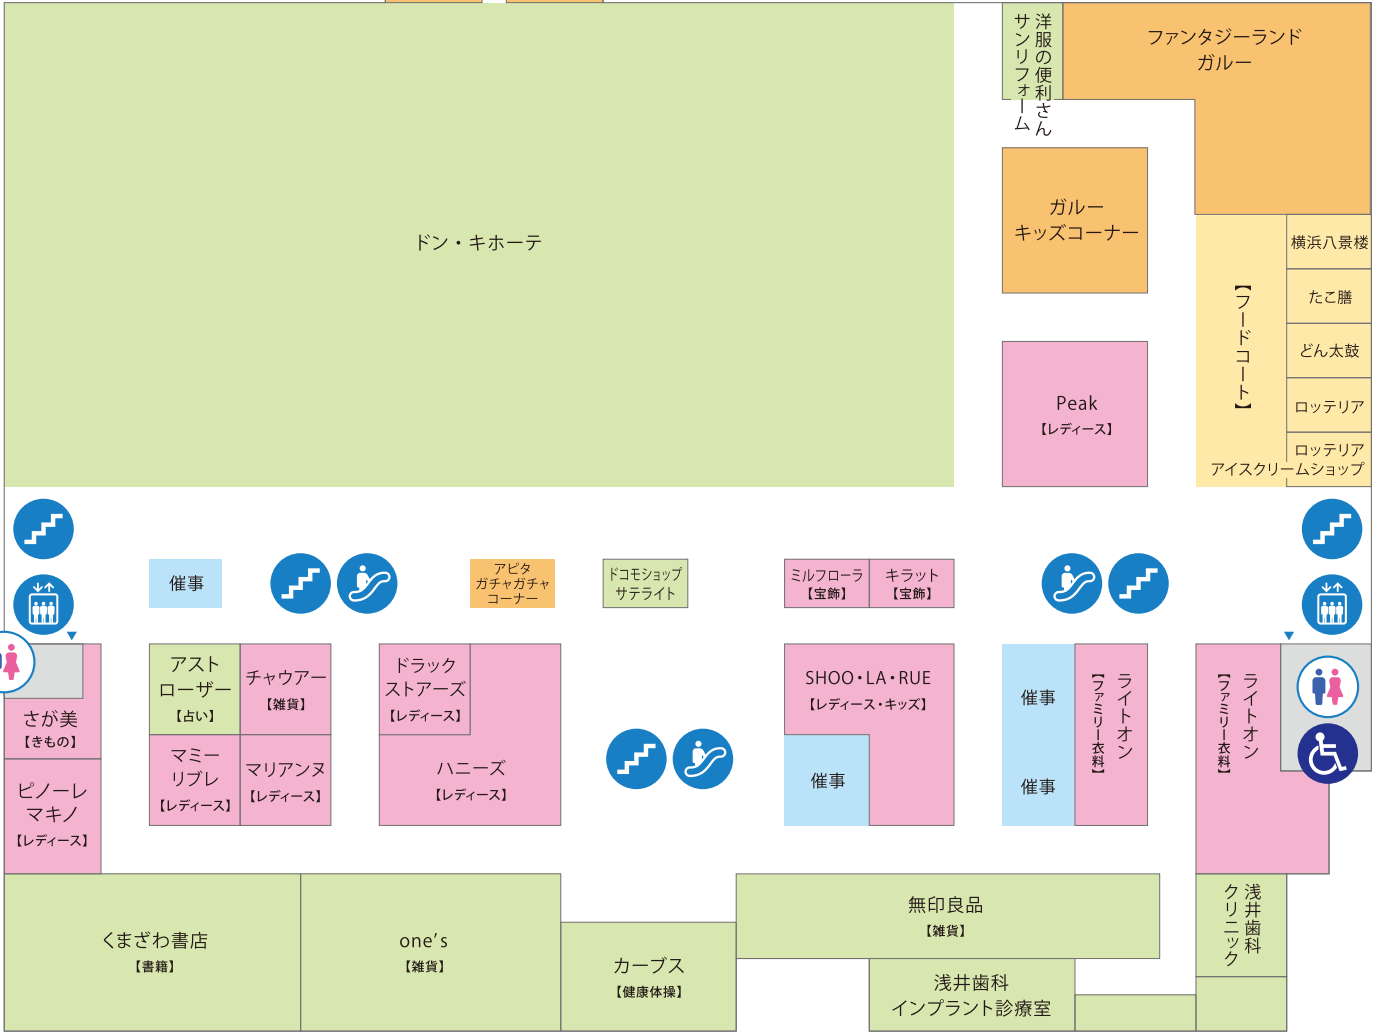 洋服の便利さん
サンリフォーム
ファンタジーランド
ガルー
ドン・キホーテ
ガルー
キッズコーナー
横浜八景楼
たこ膳
どん太鼓
ロッテリア
ロッテリア
アイスクリームショップ
【フードコート】
Peak
【レディース】
催事
アピタ
ガチャガチャ
コーナー
ドコモショップ
サテライト
ミルフローラ
【宝飾】
キラット
【宝飾】
さが美
【きもの】
ピノーレ
マキノ
【レディース】
アスト
ローザー
【占い】
チャウアー
【雑貨】
マミー
リブレ
【レディース】
マリアンヌ
【レディース】
ドラック
ストアーズ
【レディース】
ハニーズ
【レディース】
SHOO・LA・RUE
【レディース・キッズ】
催事
催事
催事
ライトオン
【ファミリー衣料】
ライトオン
【ファミリー衣料】
くまざわ書店
【書籍】
one's
【雑貨】
カーブス
【健康体操】
無印良品
【雑貨】
浅井歯科
インプラント診療室
浅井歯科
クリニック